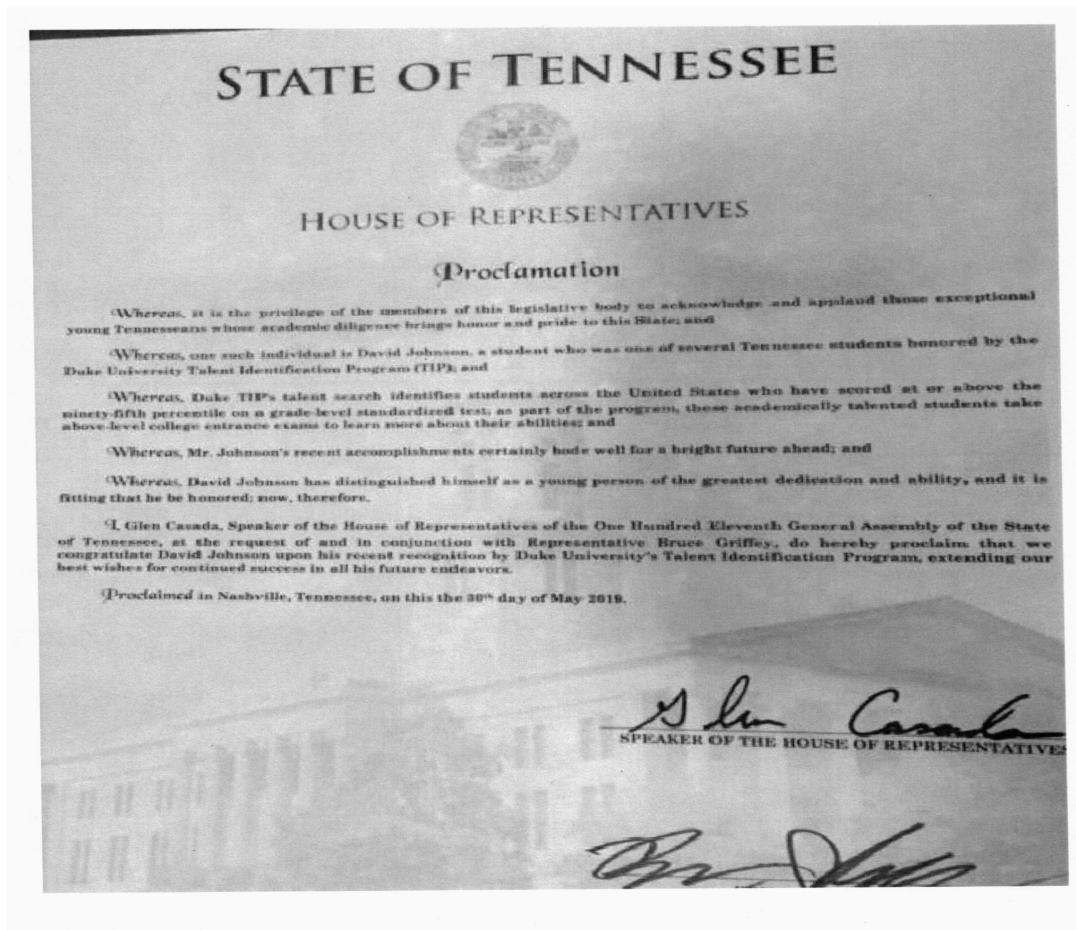 STATE OF TENNESSEE
HOUSE OF REPRESENTATIVES
Proclamation
Whereas, it is the privilege of the members of this legislative body to acknowledge and applaud those exceptional
young Tennesseans whose academic diligence brings honor and pride to this State; and
Whereas, one such individual is David Johnson, a student who was one of several Tennessee students honored by the
Duke University Talent Identification Program (TIP); and
Whereas, Duke TIP's talent search identifies students across the United States who have scored at or above the
ninety-fifth percentile on a grade-level standardized test; as part of the program, these academically talented students take
above-level college entrance exams to learn more about their abilities; and
Whereas, Mr. Johnson's recent accomplishments certainly bode well for a bright future ahead; and
Whereas, David Johnson has distinguished himself as a young person of the greatest dedication and ability, and it is
fitting that he be honored; now, therefore,
I, Glen Casada, Speaker of the House of Representatives of the One Hundred Eleventh General Assembly of the State
of Tennessee, at the request of and in conjunction with Representative Bruce Griffey, do hereby proclaim that we
congratulate David Johnson upon his recent recognition by Duke University's Talent Identification Program, extending our
best wishes for continued success in all his future endeavors.
Proclaimed in Nashville, Tennessee, on this the 30th day of May 2019.
Glen Casada
SPEAKER OF THE HOUSE OF REPRESENTATIVES